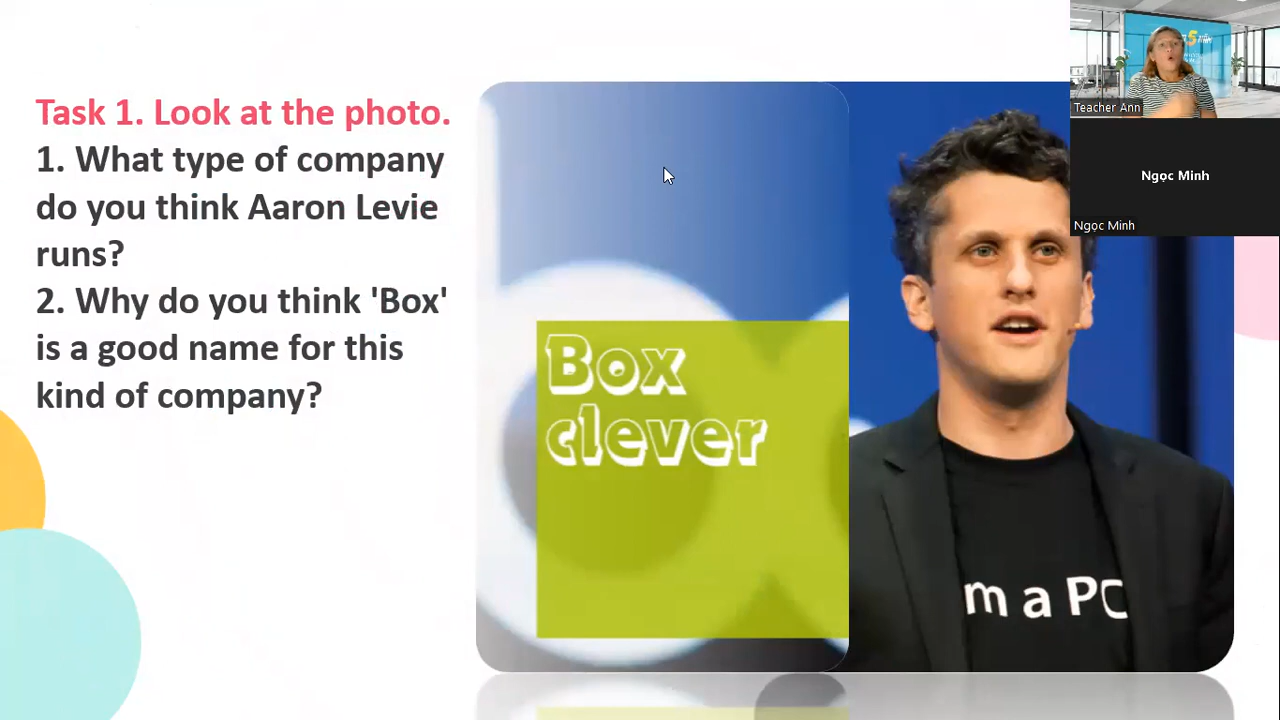 Task 1. Look at the photo.
1. What type of company
do you think Aaron Levie
runs?
2. Why do you think 'Box'
is a good name for this
kind of company?
Box
clever
m a PC
5
Teacher Ann
Ngọc Minh
Ngọc Minh